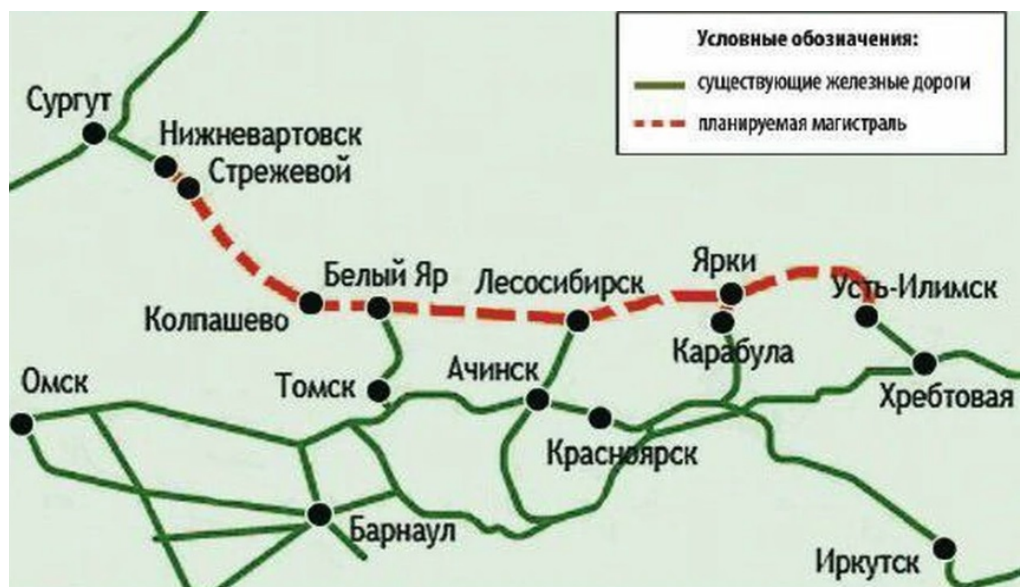 Условные обозначения:
существующие железные дороги
планируемая магистраль
Сургут
Нижневартовск
Стрежевой
Белый Яр
Лесосибирск
Ярки
Усть-Илимск
Колпашево
Карабула
Омск
Томск
Ачинск
Хребтовая
Красноярск
Барнаул
Иркутск